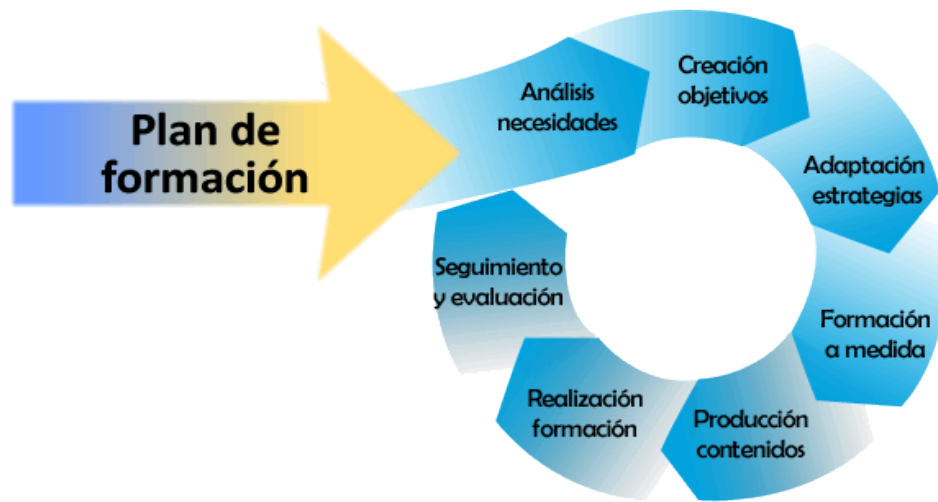 Plan de
formación
Análisis
necesidades
Creación
objetivos
Adaptación
estrategias
Formación
a medida
Producción
contenidos
Realización
formación
Seguimiento
y evaluación